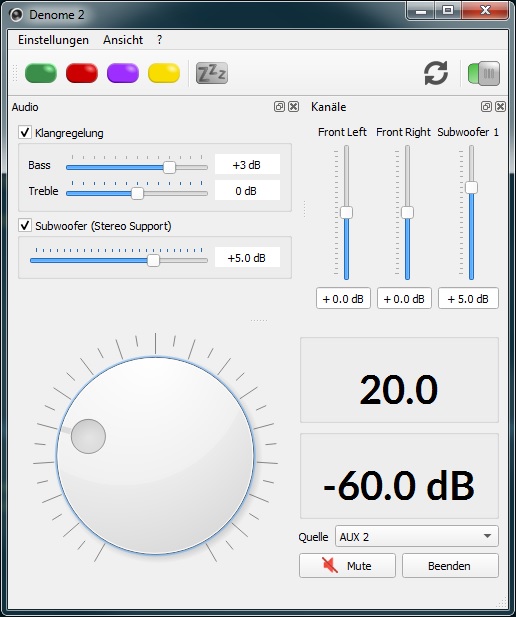 Denome 2
Einstellungen Ansicht ?
ZZZ
Audio
Klangregelung
Bass +3 dB
Treble 0 dB
Subwoofer (Stereo Support)
+5.0 dB
Kanäle
Front Left Front Right Subwoofer 1
+ 0.0 dB + 0.0 dB + 5.0 dB
20.0
-60.0 dB
Quelle AUX 2
Mute Beenden